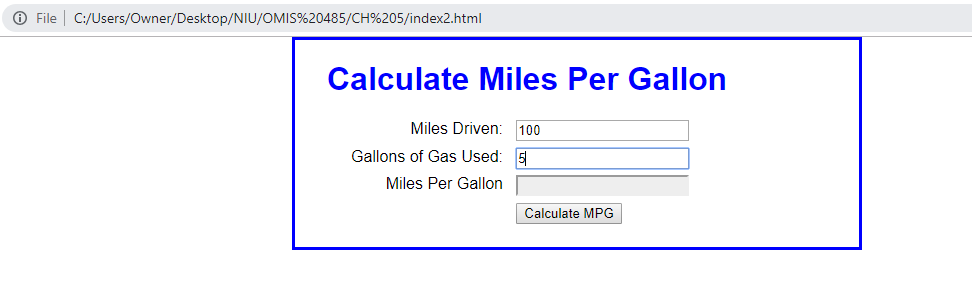 File C:/Users/Owner/Desktop/NIU/OMIS%20485/CH%205/index2.html
Calculate Miles Per Gallon
Miles Driven: 100
Gallons of Gas Used: 5
Miles Per Gallon
Calculate MPG